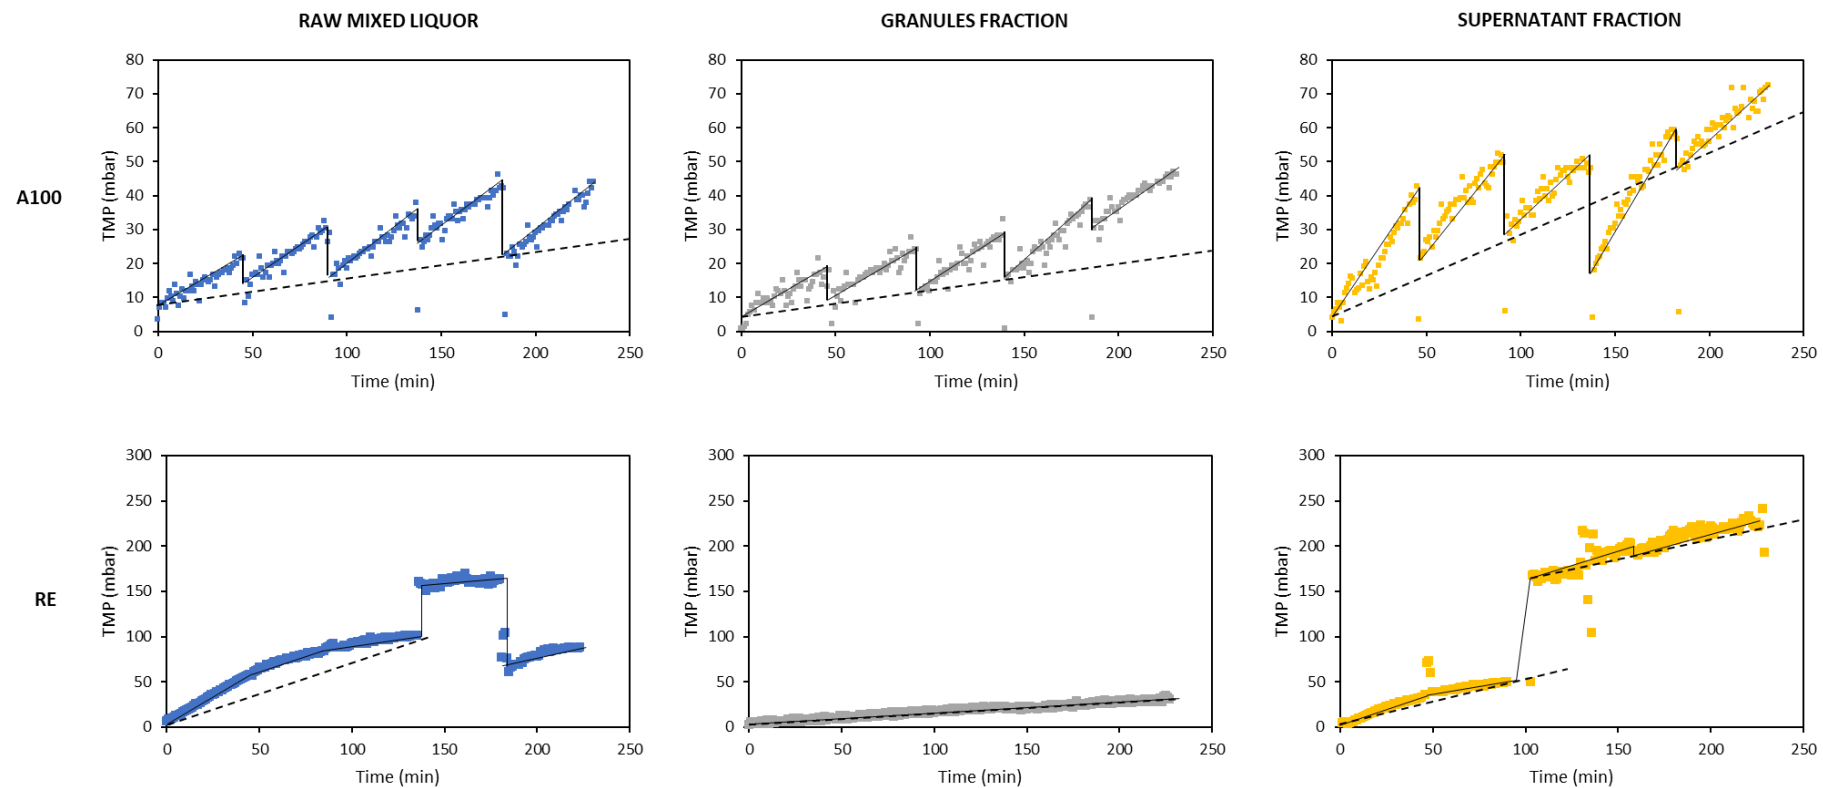 RAW MIXED LIQUOR
GRANULES FRACTION
SUPERNATANT FRACTION
A100
TMP (mbar)
80
70
60
50
40
30
20
10
0
0 50 100 150 200 250
Time (min)
TMP (mbar)
80
70
60
50
40
30
20
10
0
0 50 100 150 200 250
Time (min)
TMP (mbar)
80
70
60
50
40
30
20
10
0
0 50 100 150 200 250
Time (min)
RE
TMP (mbar)
300
250
200
150
100
50
0
0 50 100 150 200 250
Time (min)
TMP (mbar)
300
250
200
150
100
50
0
0 50 100 150 200 250
Time (min)
TMP (mbar)
300
250
200
150
100
50
0
0 50 100 150 200 250
Time (min)